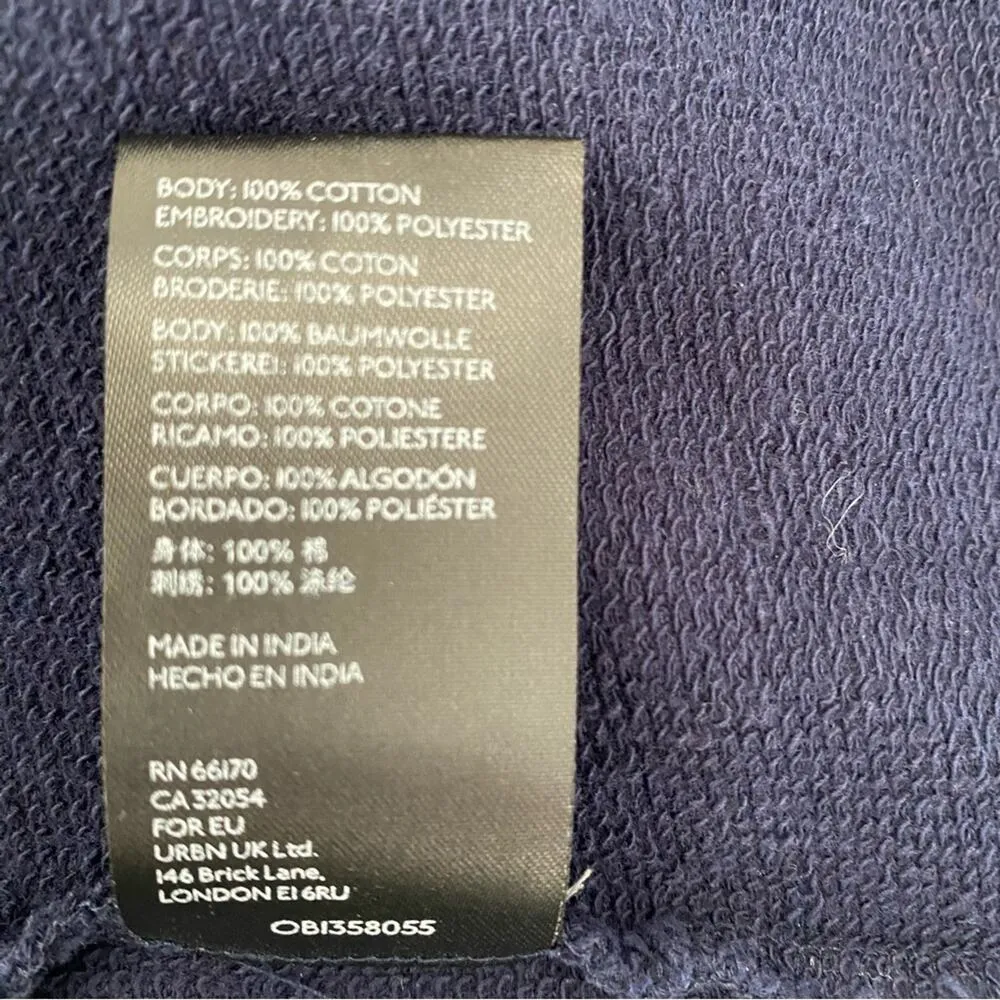 BODY: 100% COTTON
EMBROIDERY: 100% POLYESTER
CORPS: 100% COTON
BRODERIE: 100% POLYESTER
BODY: 100% BAUMWOLLE
STICKEREI: 100% POLYESTER
CORPO: 100% COTONE
RICAMO: 100% POLIESTERE
CUERPO: 100% ALGODÓN
BORDADO: 100% POLIÉSTER
身体: 100% 棉
刺绣: 100% 涤纶
MADE IN INDIA
HECHO EN INDIA
RN 66170
CA 32054
FOR EU
URBN UK Ltd.
146 Brick Lane,
LONDON E1 6RU
OB1358055